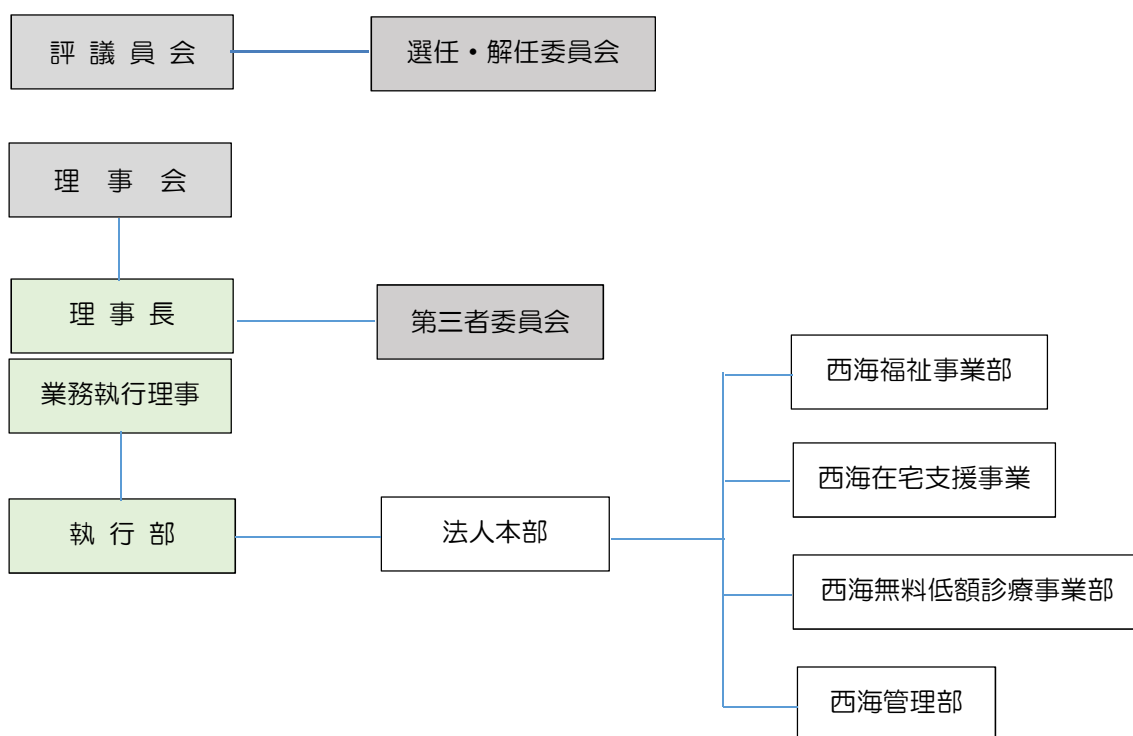 評議員会
選任・解任委員会
理事会
理事長
第三者委員会
業務執行理事
執行部
法人本部
西海福祉事業部
西海在宅支援事業
西海無料低額診療事業部
西海管理部